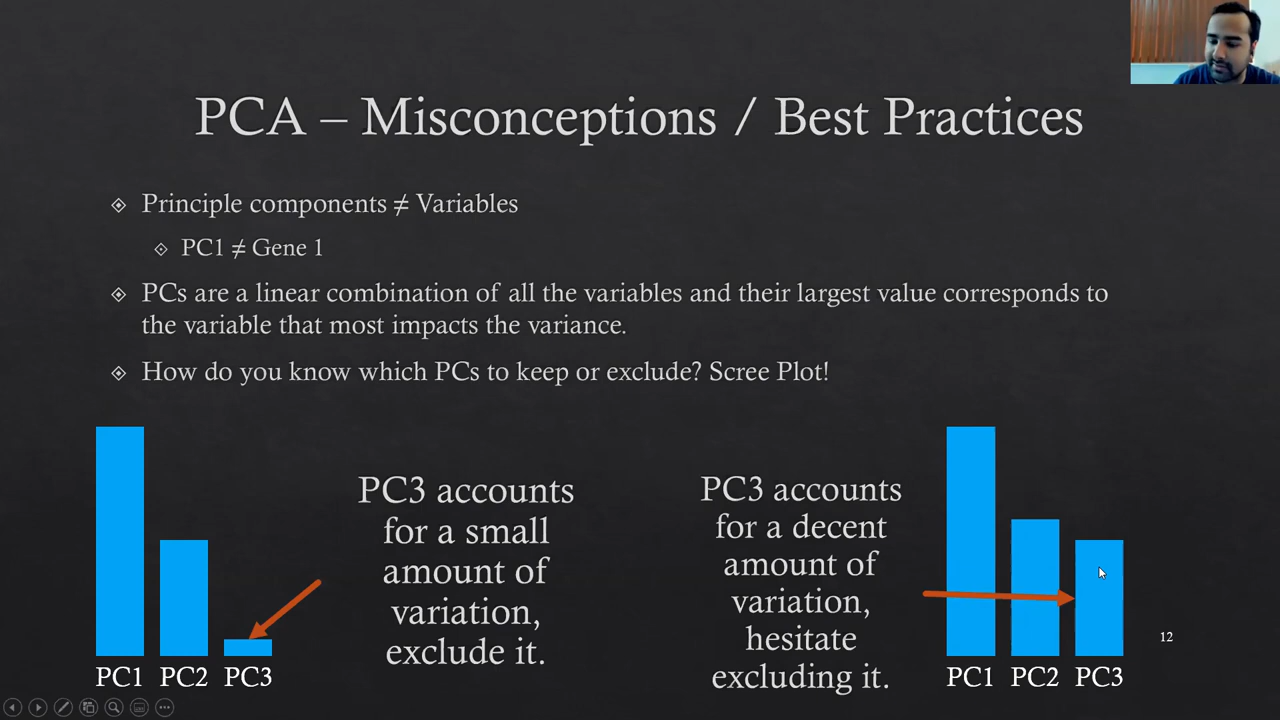 PCA – Misconceptions / Best Practices
Principle components ≠ Variables
PC1 ≠ Gene 1
PCs are a linear combination of all the variables and their largest value corresponds to
the variable that most impacts the variance.
How do you know which PCs to keep or exclude? Scree Plot!
PC3 accounts
for a small
amount of
variation,
exclude it.
PC1 PC2 PC3
PC3 accounts
for a decent
amount of
variation,
hesitate
excluding it.
PC1 PC2 PC3
12